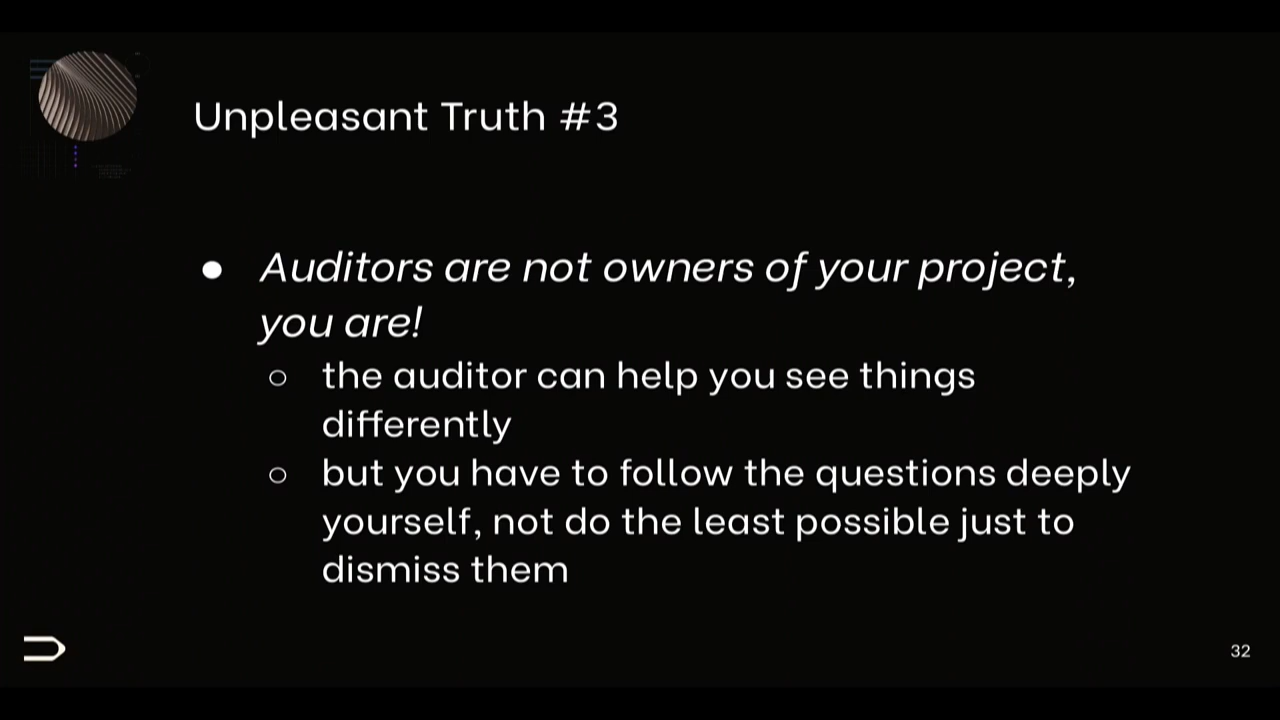 Unpleasant Truth #3
● Auditors are not owners of your project,
you are!
○ the auditor can help you see things
differently
○ but you have to follow the questions deeply
yourself, not do the least possible just to
dismiss them
32